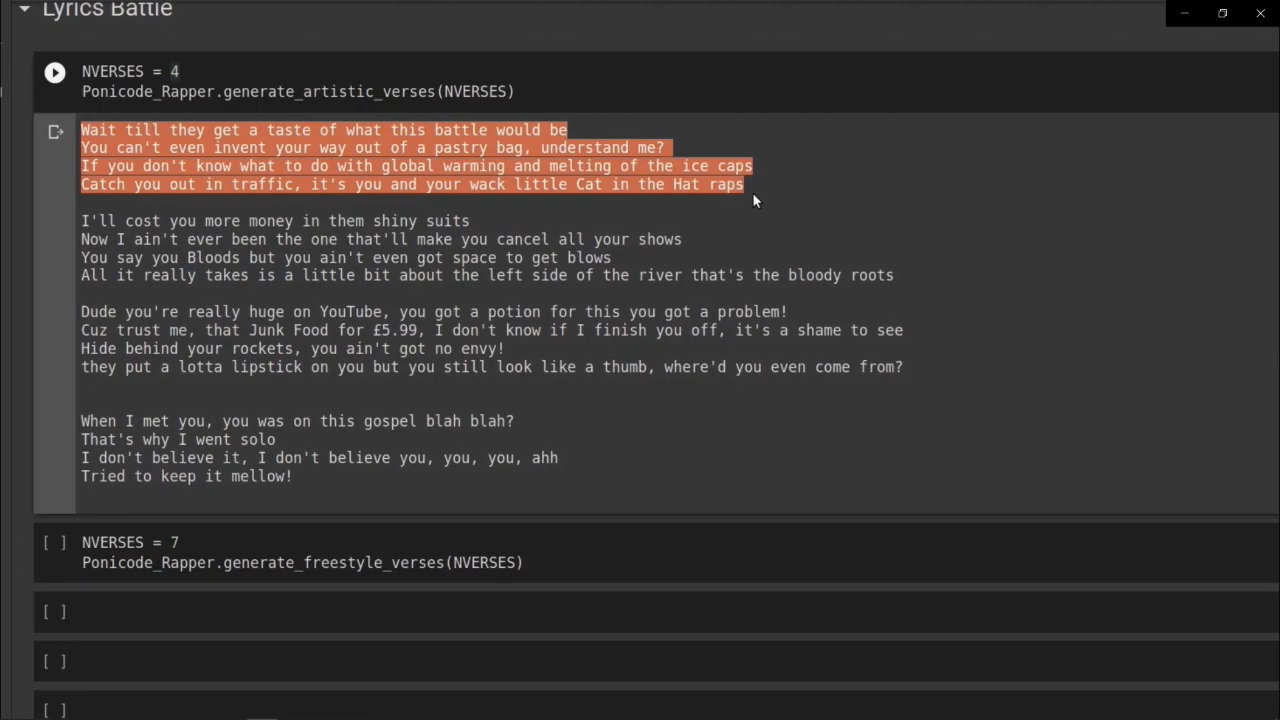 Lyrics Battle
NVERSES = 4
Ponicode_Rapper.generate_artistic_verses(NVERSES)
Wait till they get a taste of what this battle would be
You can't even invent your way out of a pastry bag, understand me?
If you don't know what to do with global warming and melting of the ice caps
Catch you out in traffic, it's you and your wack little Cat in the Hat raps
I'll cost you more money in them shiny suits
Now I ain't ever been the one that'll make you cancel all your shows
You say you Bloods but you ain't even got space to get blows
All it really takes is a little bit about the left side of the river that's the bloody roots
Dude you're really huge on YouTube, you got a potion for this you got a problem!
Cuz trust me, that Junk Food for £5.99, I don't know if I finish you off, it's a shame to see
Hide behind your rockets, you ain't got no envy!
they put a lotta lipstick on you but you still look like a thumb, where'd you even come from?
When I met you, you was on this gospel blah blah?
That's why I went solo
I don't believe it, I don't believe you, you, you, ahh
Tried to keep it mellow!
[ ] NVERSES = 7
Ponicode_Rapper.generate_freestyle_verses(NVERSES)
[ ]
[ ]
[ ]